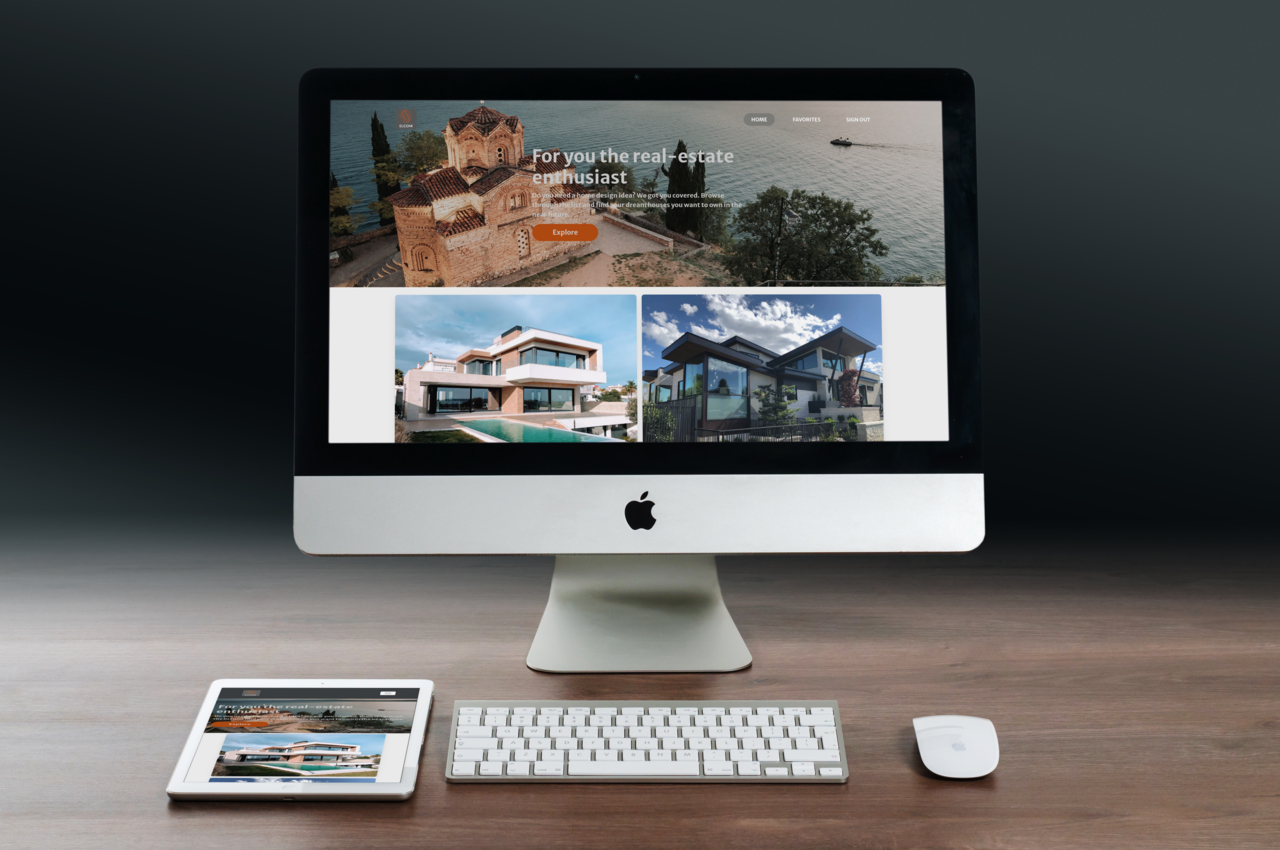 HOME
FAVORITES
SIGN OUT
For you the real-estate
enthusiast
Do you need a home design idea? We got you covered. Browse
through the list and find your dream houses you want to own in the
near future.
Explore
For you the real-estate
enthusiast
Explore